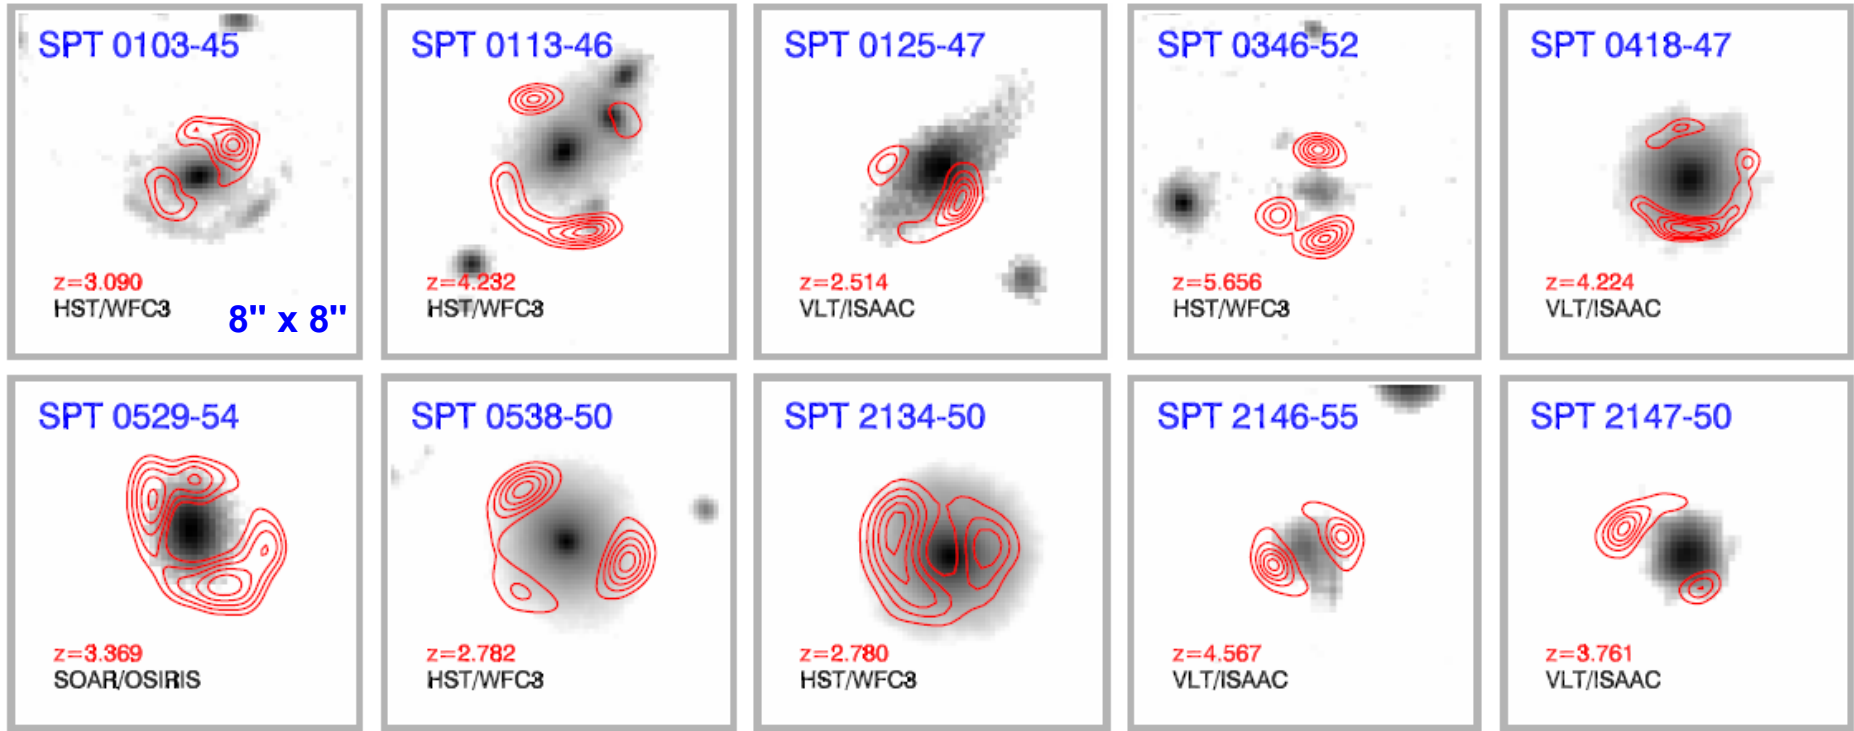 SPT 0103-45
z=3.090
HST/WFC3
8" x 8"
SPT 0113-46
z=4.232
HST/WFC3
SPT 0125-47
z=2.514
VLT/ISAAC
SPT 0346-52
z=5.656
HST/WFC3
SPT 0418-47
z=4.224
VLT/ISAAC
SPT 0529-54
z=3.369
SOAR/OSIRIS
SPT 0538-50
z=2.782
HST/WFC3
SPT 2134-50
z=2.780
HST/WFC3
SPT 2146-55
z=4.567
VLT/ISAAC
SPT 2147-50
z=3.761
VLT/ISAAC